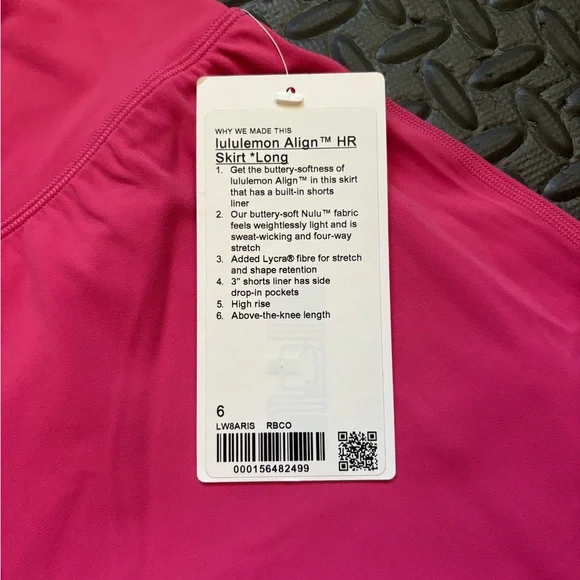 WHY WE MADE THIS
lululemon Align™ HR
Skirt *Long
1. Get the buttery-softness of
lululemon Align™ in this skirt
that has a built-in shorts
liner
2. Our buttery-soft Nulu™ fabric
feels weightlessly light and is
sweat-wicking and four-way
stretch
3. Added Lycra® fibre for stretch
and shape retention
4. 3" shorts liner has side
drop-in pockets
5. High rise
6. Above-the-knee length
6
LW8ARIS RBCO
000156482499